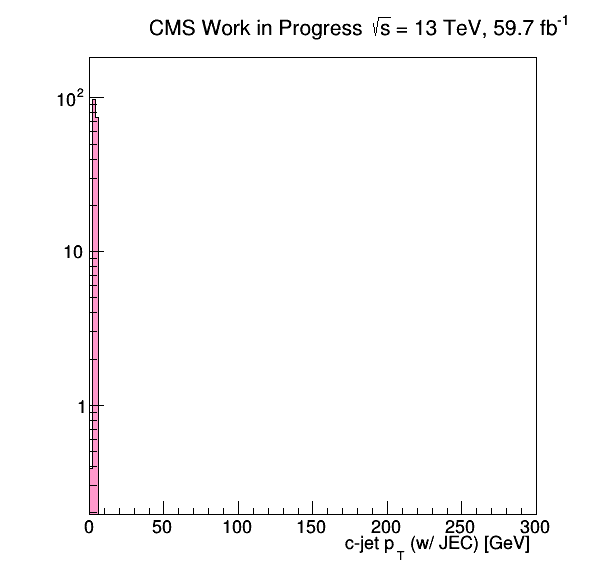 CMS Work in Progress √s = 13 TeV, 59.7 fb⁻¹
10²
10
1
0 50 100 150 200 250 300
c-jet p_T (w/ JEC) [GeV]